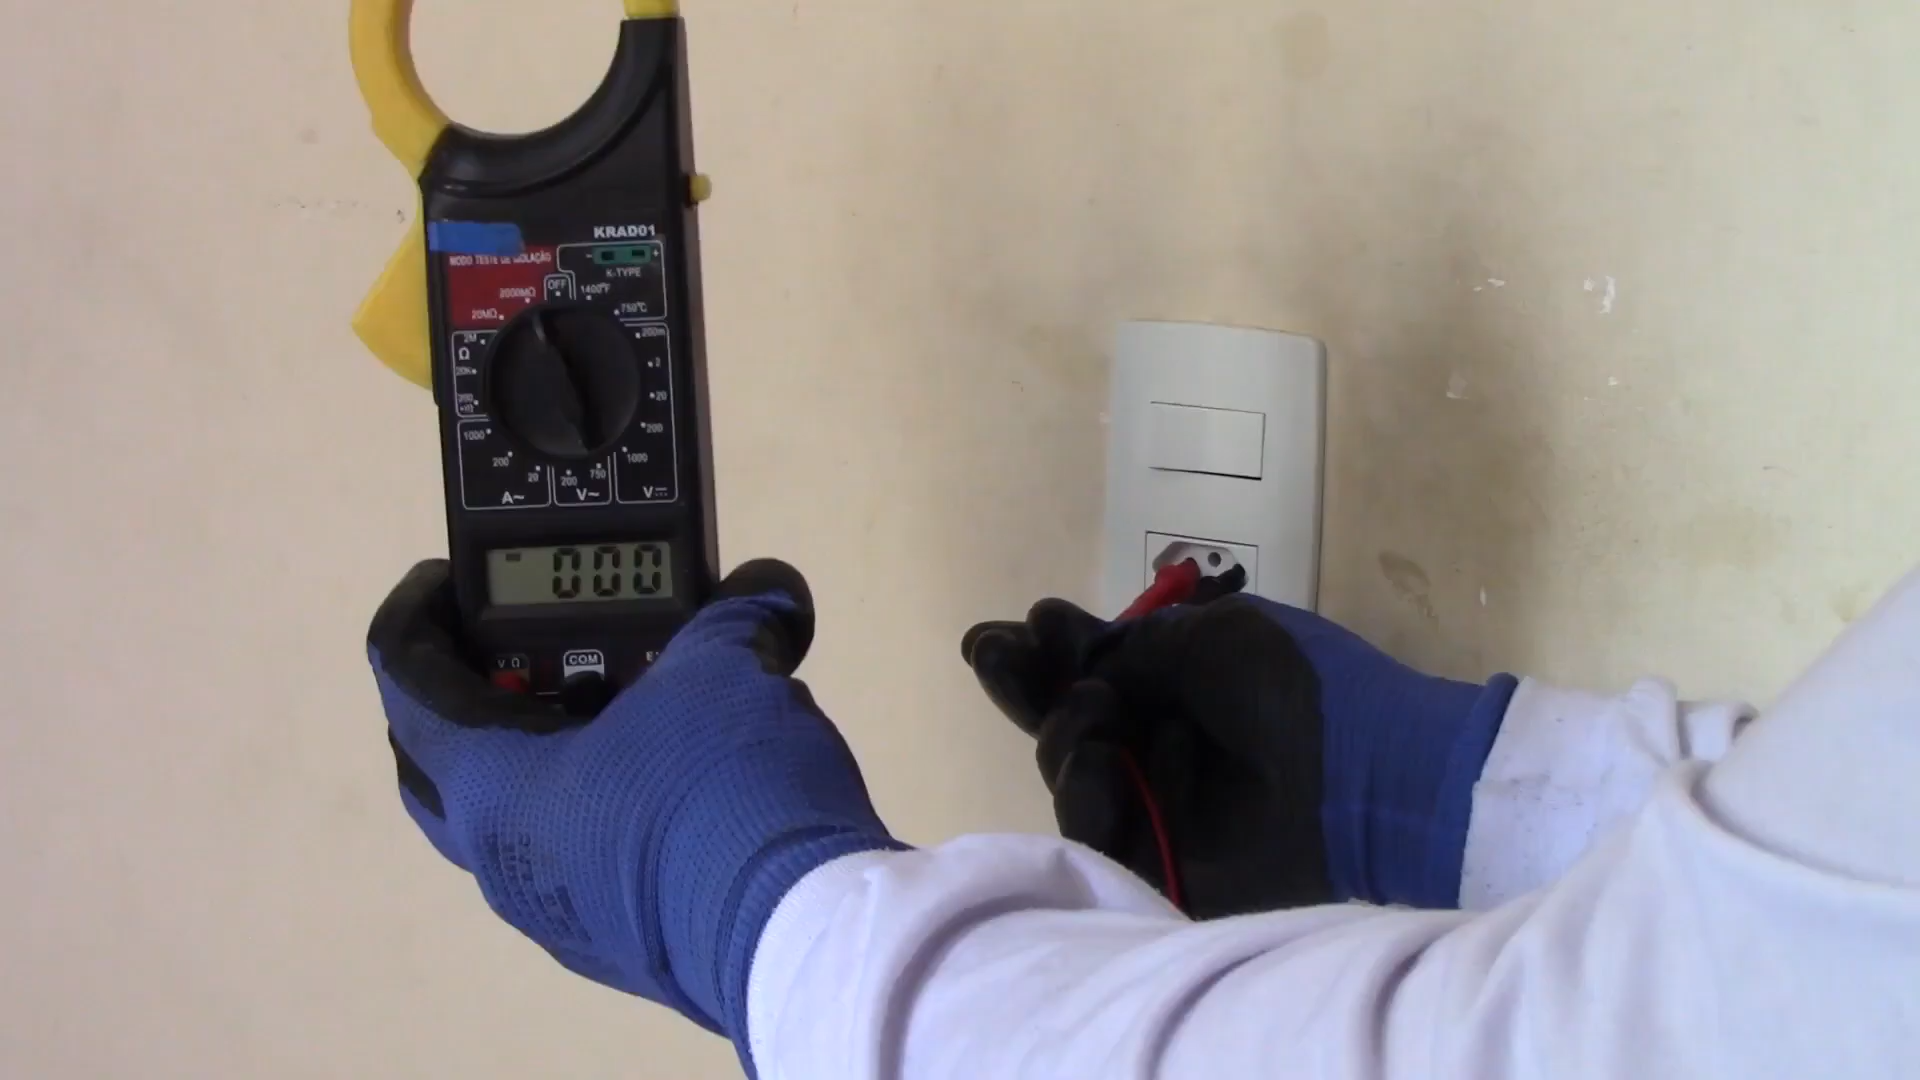 KRAD01
MODO TESTE DE ISOLAÇÃO
- +
K-TYPE
OFF
1400°F
2000MΩ
750°C
20MΩ
200m
2M
Ω
2
20K
20
200
1000
200
1000
200
20
200
750
A~
V~
V⎓
000
V Ω
COM